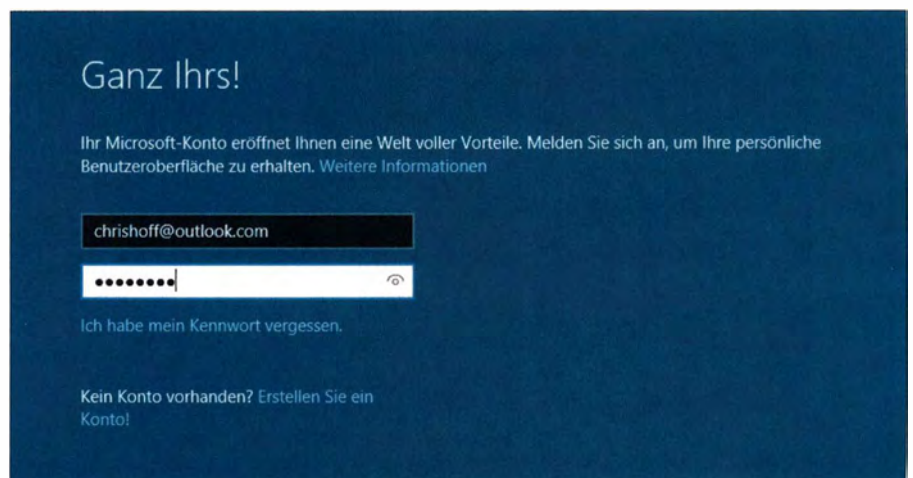 Ganz Ihrs!
Ihr Microsoft-Konto eröffnet Ihnen eine Welt voller Vorteile. Melden Sie sich an, um Ihre persönliche
Benutzeroberfläche zu erhalten. Weitere Informationen
chrishoff@outlook.com
••••••••
Ich habe mein Kennwort vergessen.
Kein Konto vorhanden? Erstellen Sie ein
Konto!